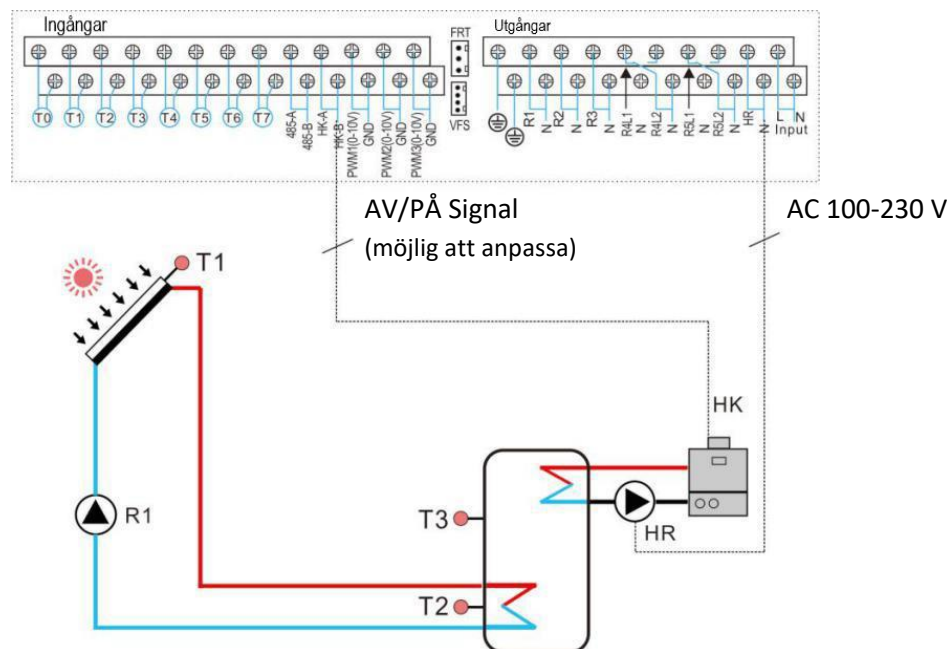 Ingångar
Utgångar
FRT
VFS
T0 T1 T2 T3 T4 T5 T6 T7
485-A
485-B
HK-A
HK-B
PWM1(0-10V)
GND
PWM2(0-10V)
GND
PWM3(0-10V)
GND
R1
N
R2
N
R3
N
R4L1
N
R4L2
N
R5L1
N
R5L2
N
HR
N
L N
Input
AV/PÅ Signal
(möjlig att anpassa)
AC 100-230 V
T1
HK
R1
T3
HR
T2